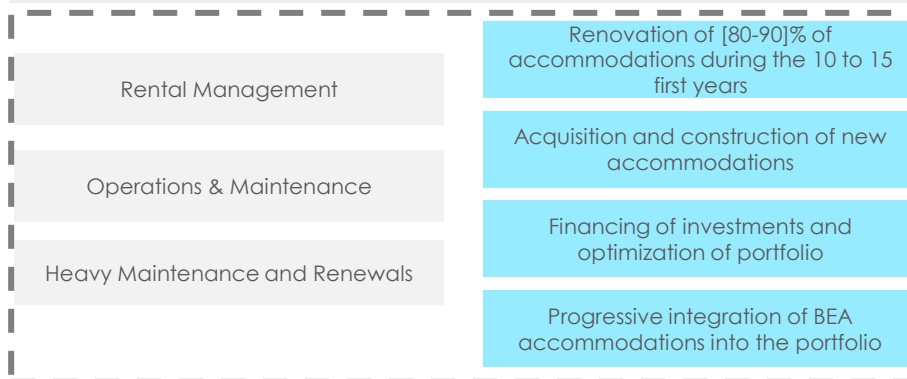 Rental Management
Operations & Maintenance
Heavy Maintenance and Renewals
Renovation of [80-90]% of
accommodations during the 10 to 15
first years
Acquisition and construction of new
accommodations
Financing of investments and
optimization of portfolio
Progressive integration of BEA
accommodations into the portfolio